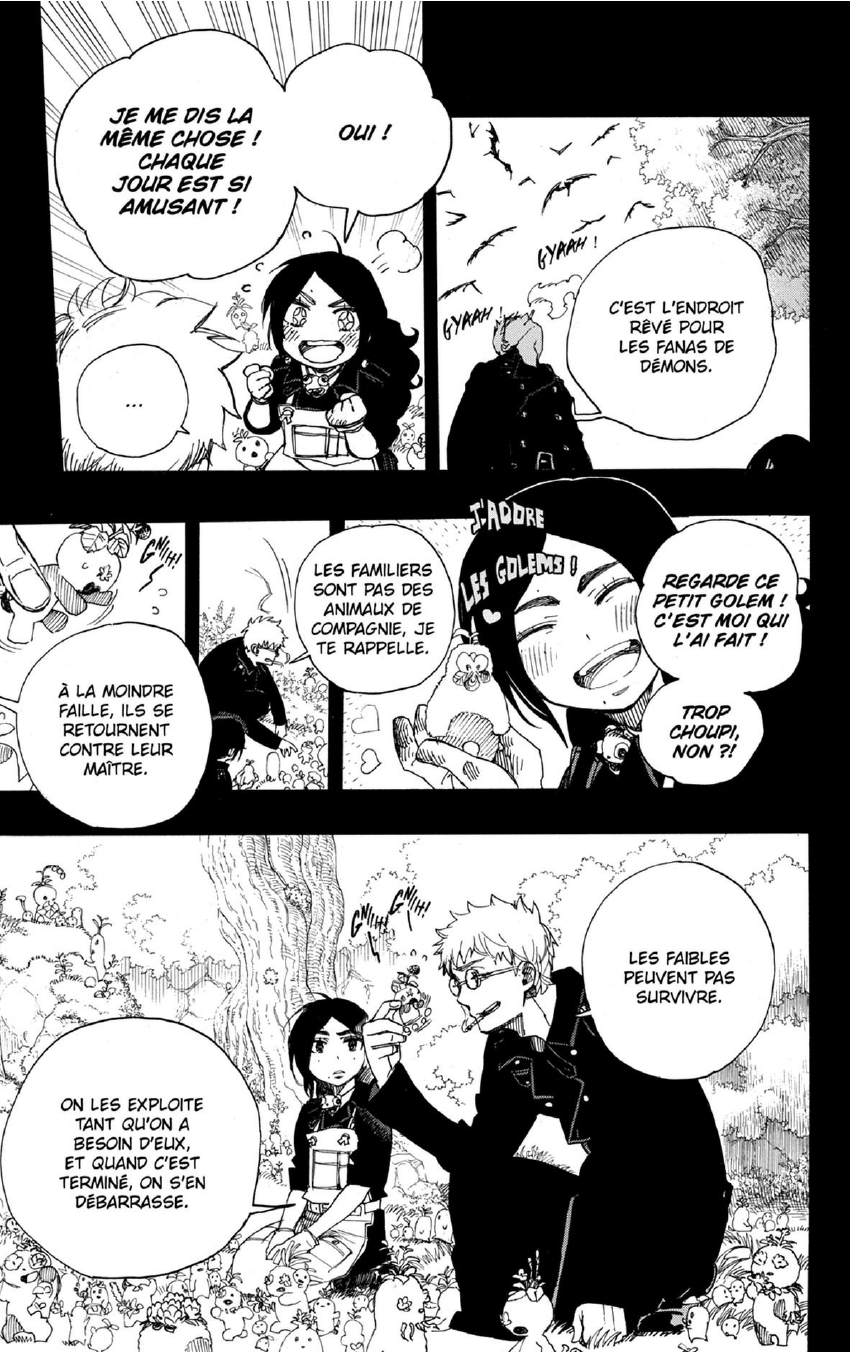 GYAAH !
GYAAH !
C'EST L'ENDROIT
RÊVÉ POUR
LES FANAS DE
DÉMONS.
OUI !
JE ME DIS LA
MÊME CHOSE !
CHAQUE
JOUR EST SI
AMUSANT !
...
J'ADORE
LES GOLEMS !
REGARDE CE
PETIT GOLEM !
C'EST MOI QUI
L'AI FAIT !
TROP
CHOUPI,
NON ?!
LES FAMILIERS
SONT PAS DES
ANIMAUX DE
COMPAGNIE, JE
TE RAPPELLE.
GNIIH!
À LA MOINDRE
FAILLE, ILS SE
RETOURNENT
CONTRE LEUR
MAÎTRE.
LES FAIBLES
PEUVENT PAS
SURVIVRE.
GNIIH!
GNIIH!
ON LES EXPLOITE
TANT QU'ON A
BESOIN D'EUX,
ET QUAND C'EST
TERMINÉ, ON S'EN
DÉBARRASSE.